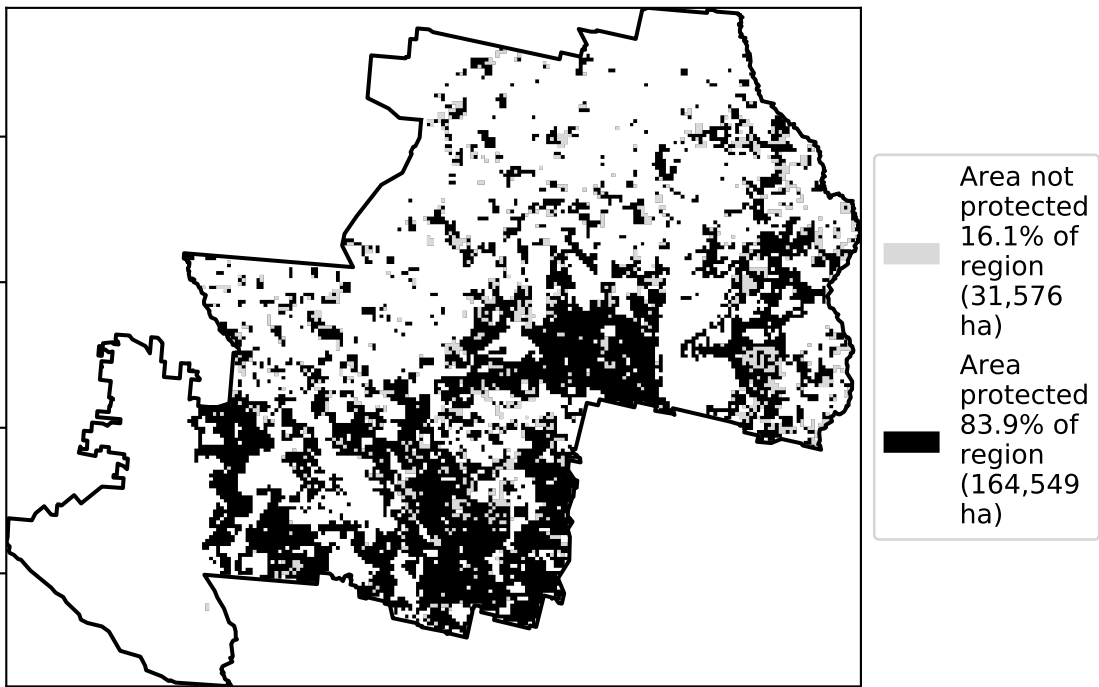 Area not
protected
16.1% of
region
(31,576
ha)
Area
protected
83.9% of
region
(164,549
ha)